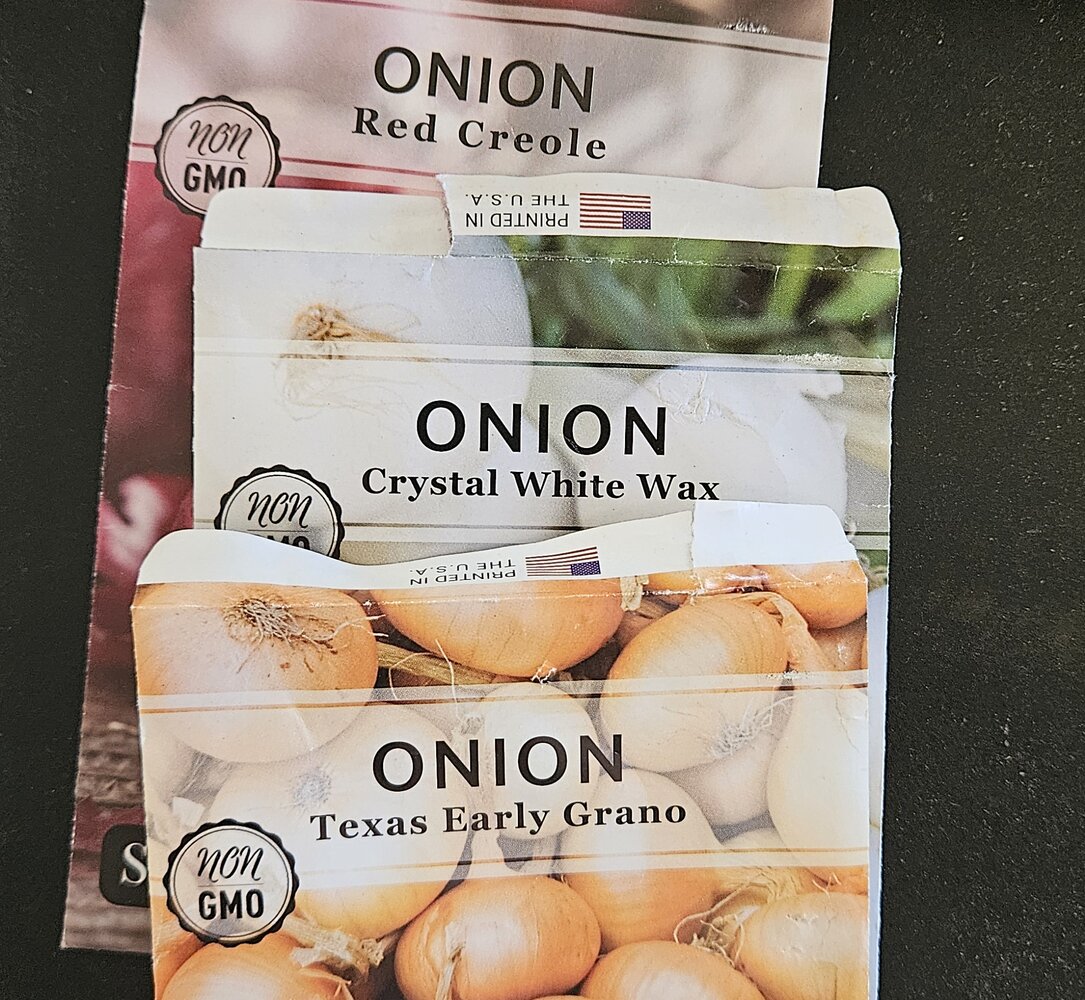 ONION
Red Creole
non
GMO
PRINTED IN
THE U.S.A.
ONION
Crystal White Wax
non
GMO
PRINTED IN
THE U.S.A.
ONION
Texas Early Grano
non
GMO
S